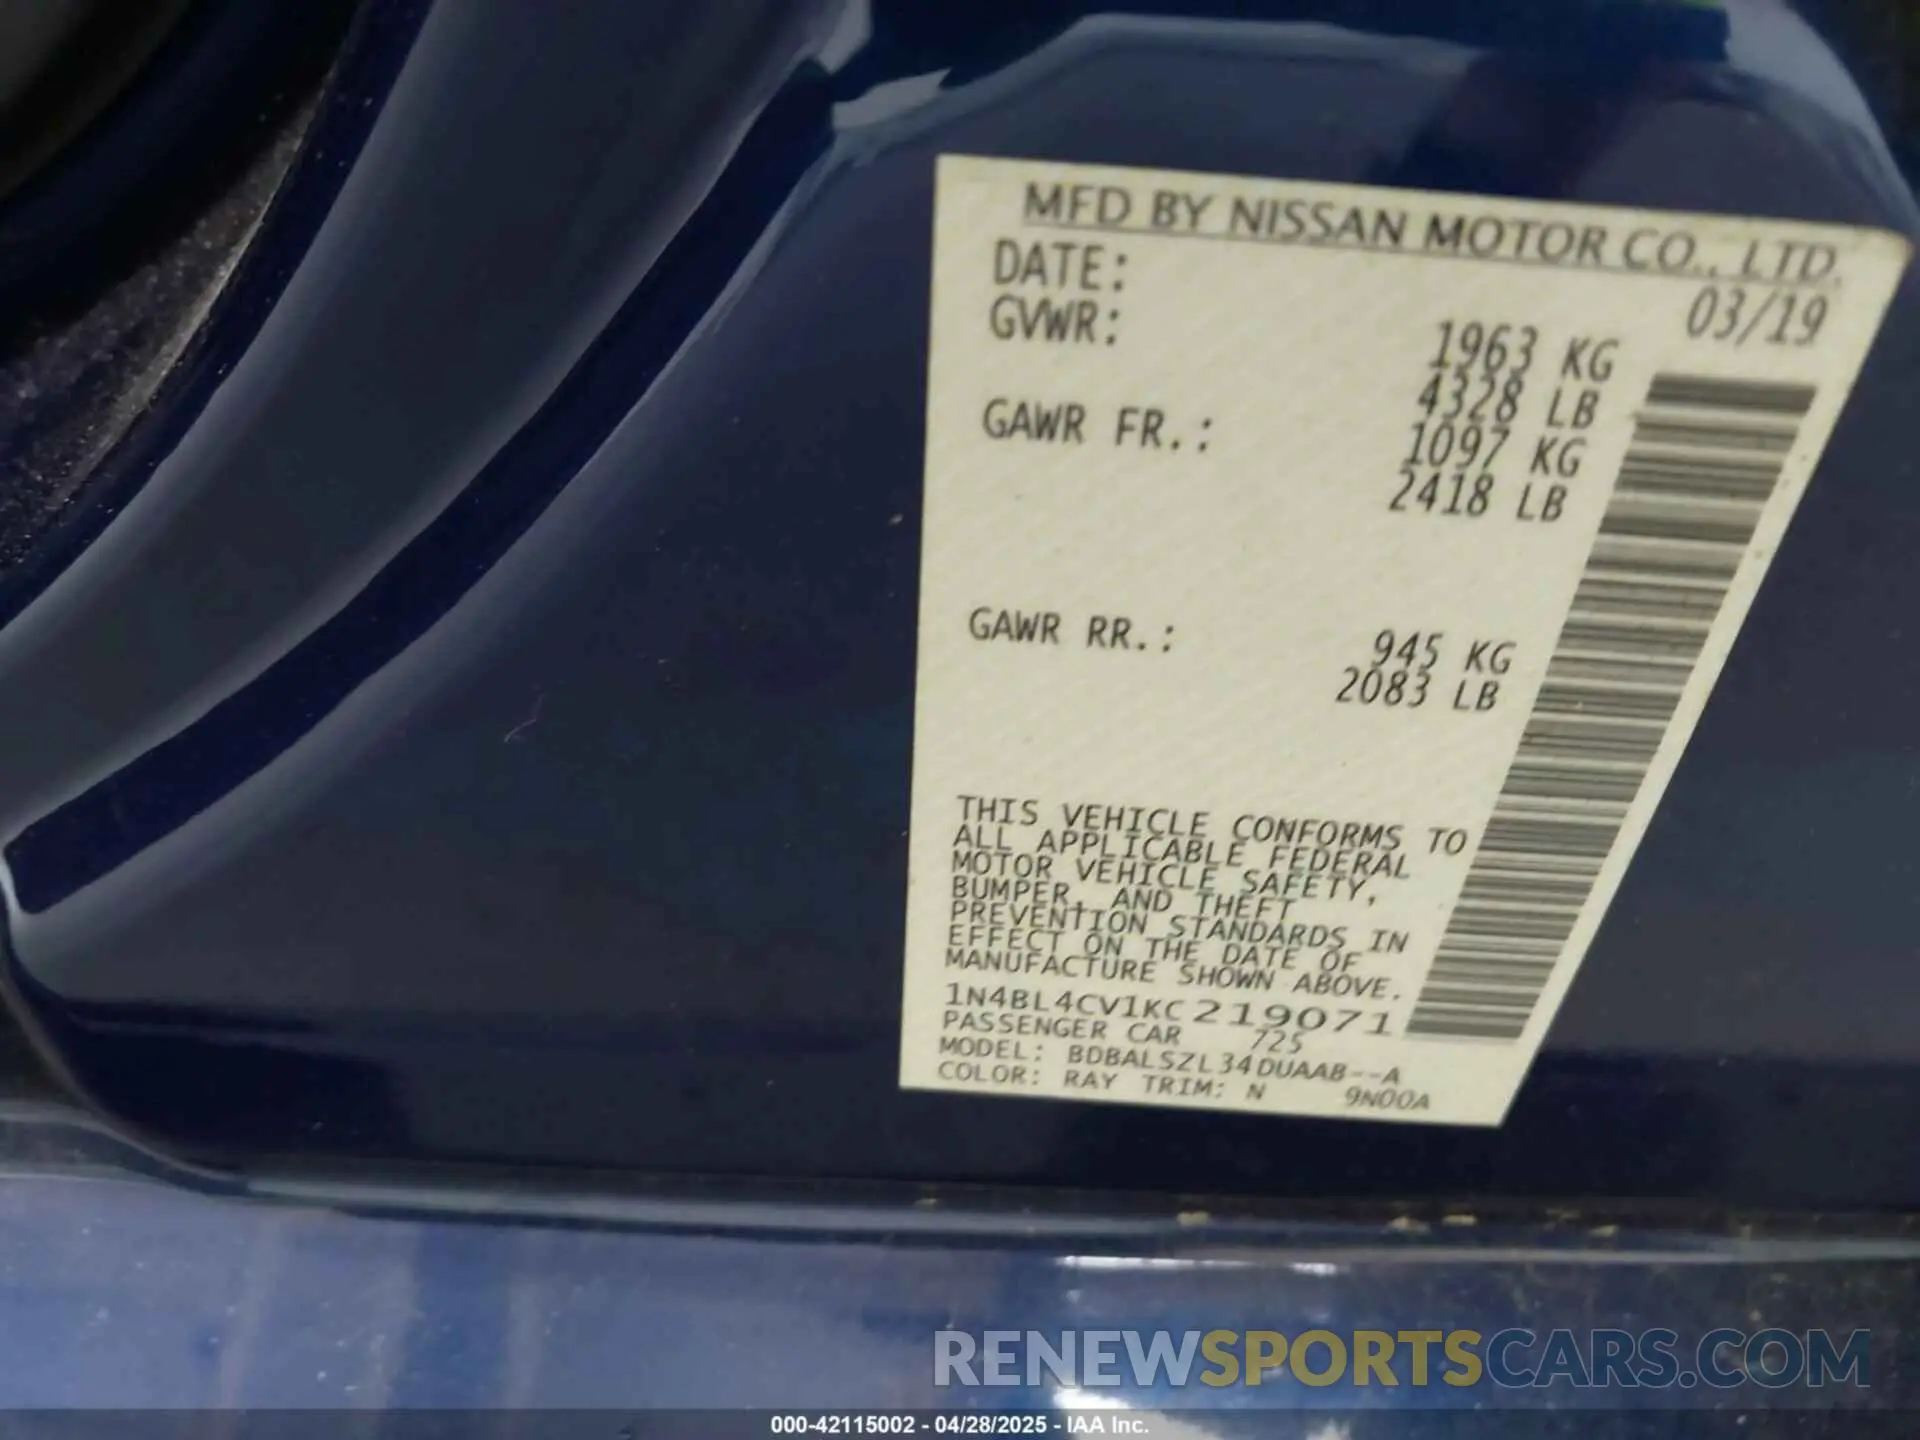 MFD BY NISSAN MOTOR CO., LTD.
DATE: 03/19
GVWR: 1963 KG
4328 LB
GAWR FR.: 1097 KG
2418 LB
GAWR RR.: 945 KG
2083 LB
THIS VEHICLE CONFORMS TO
ALL APPLICABLE FEDERAL
MOTOR VEHICLE SAFETY,
BUMPER, AND THEFT
PREVENTION STANDARDS IN
EFFECT ON THE DATE OF
MANUFACTURE SHOWN ABOVE.
1N4BL4CV1KC219071
PASSENGER CAR 725
MODEL: BDBALSZL34DUAAB--A
COLOR: RAY TRIM: N 9N00A
RENEWSPORTSCARS.COM
000-42115002 - 04/28/2025 - IAA Inc.